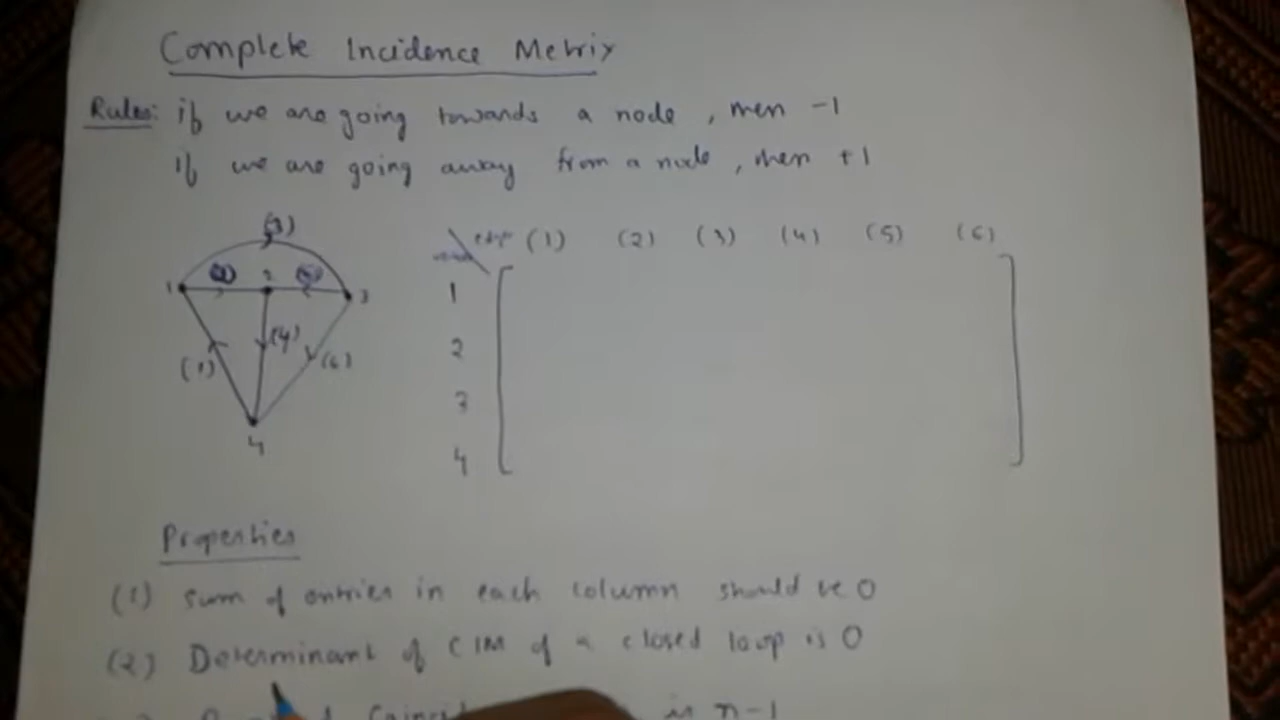 Complete Incidence Metrix
Rules: if we are going towards a node, then -1
if we are going away from a node, then +1
(3)
1 (2) 2 (5) 3
(1) (4) (6)
4
edge (1) (2) (3) (4) (5) (6)
1
2
3
4
Properties
(1) sum of entries in each column should be 0
(2) Determinant of CIM of a closed loop is 0
is n-1